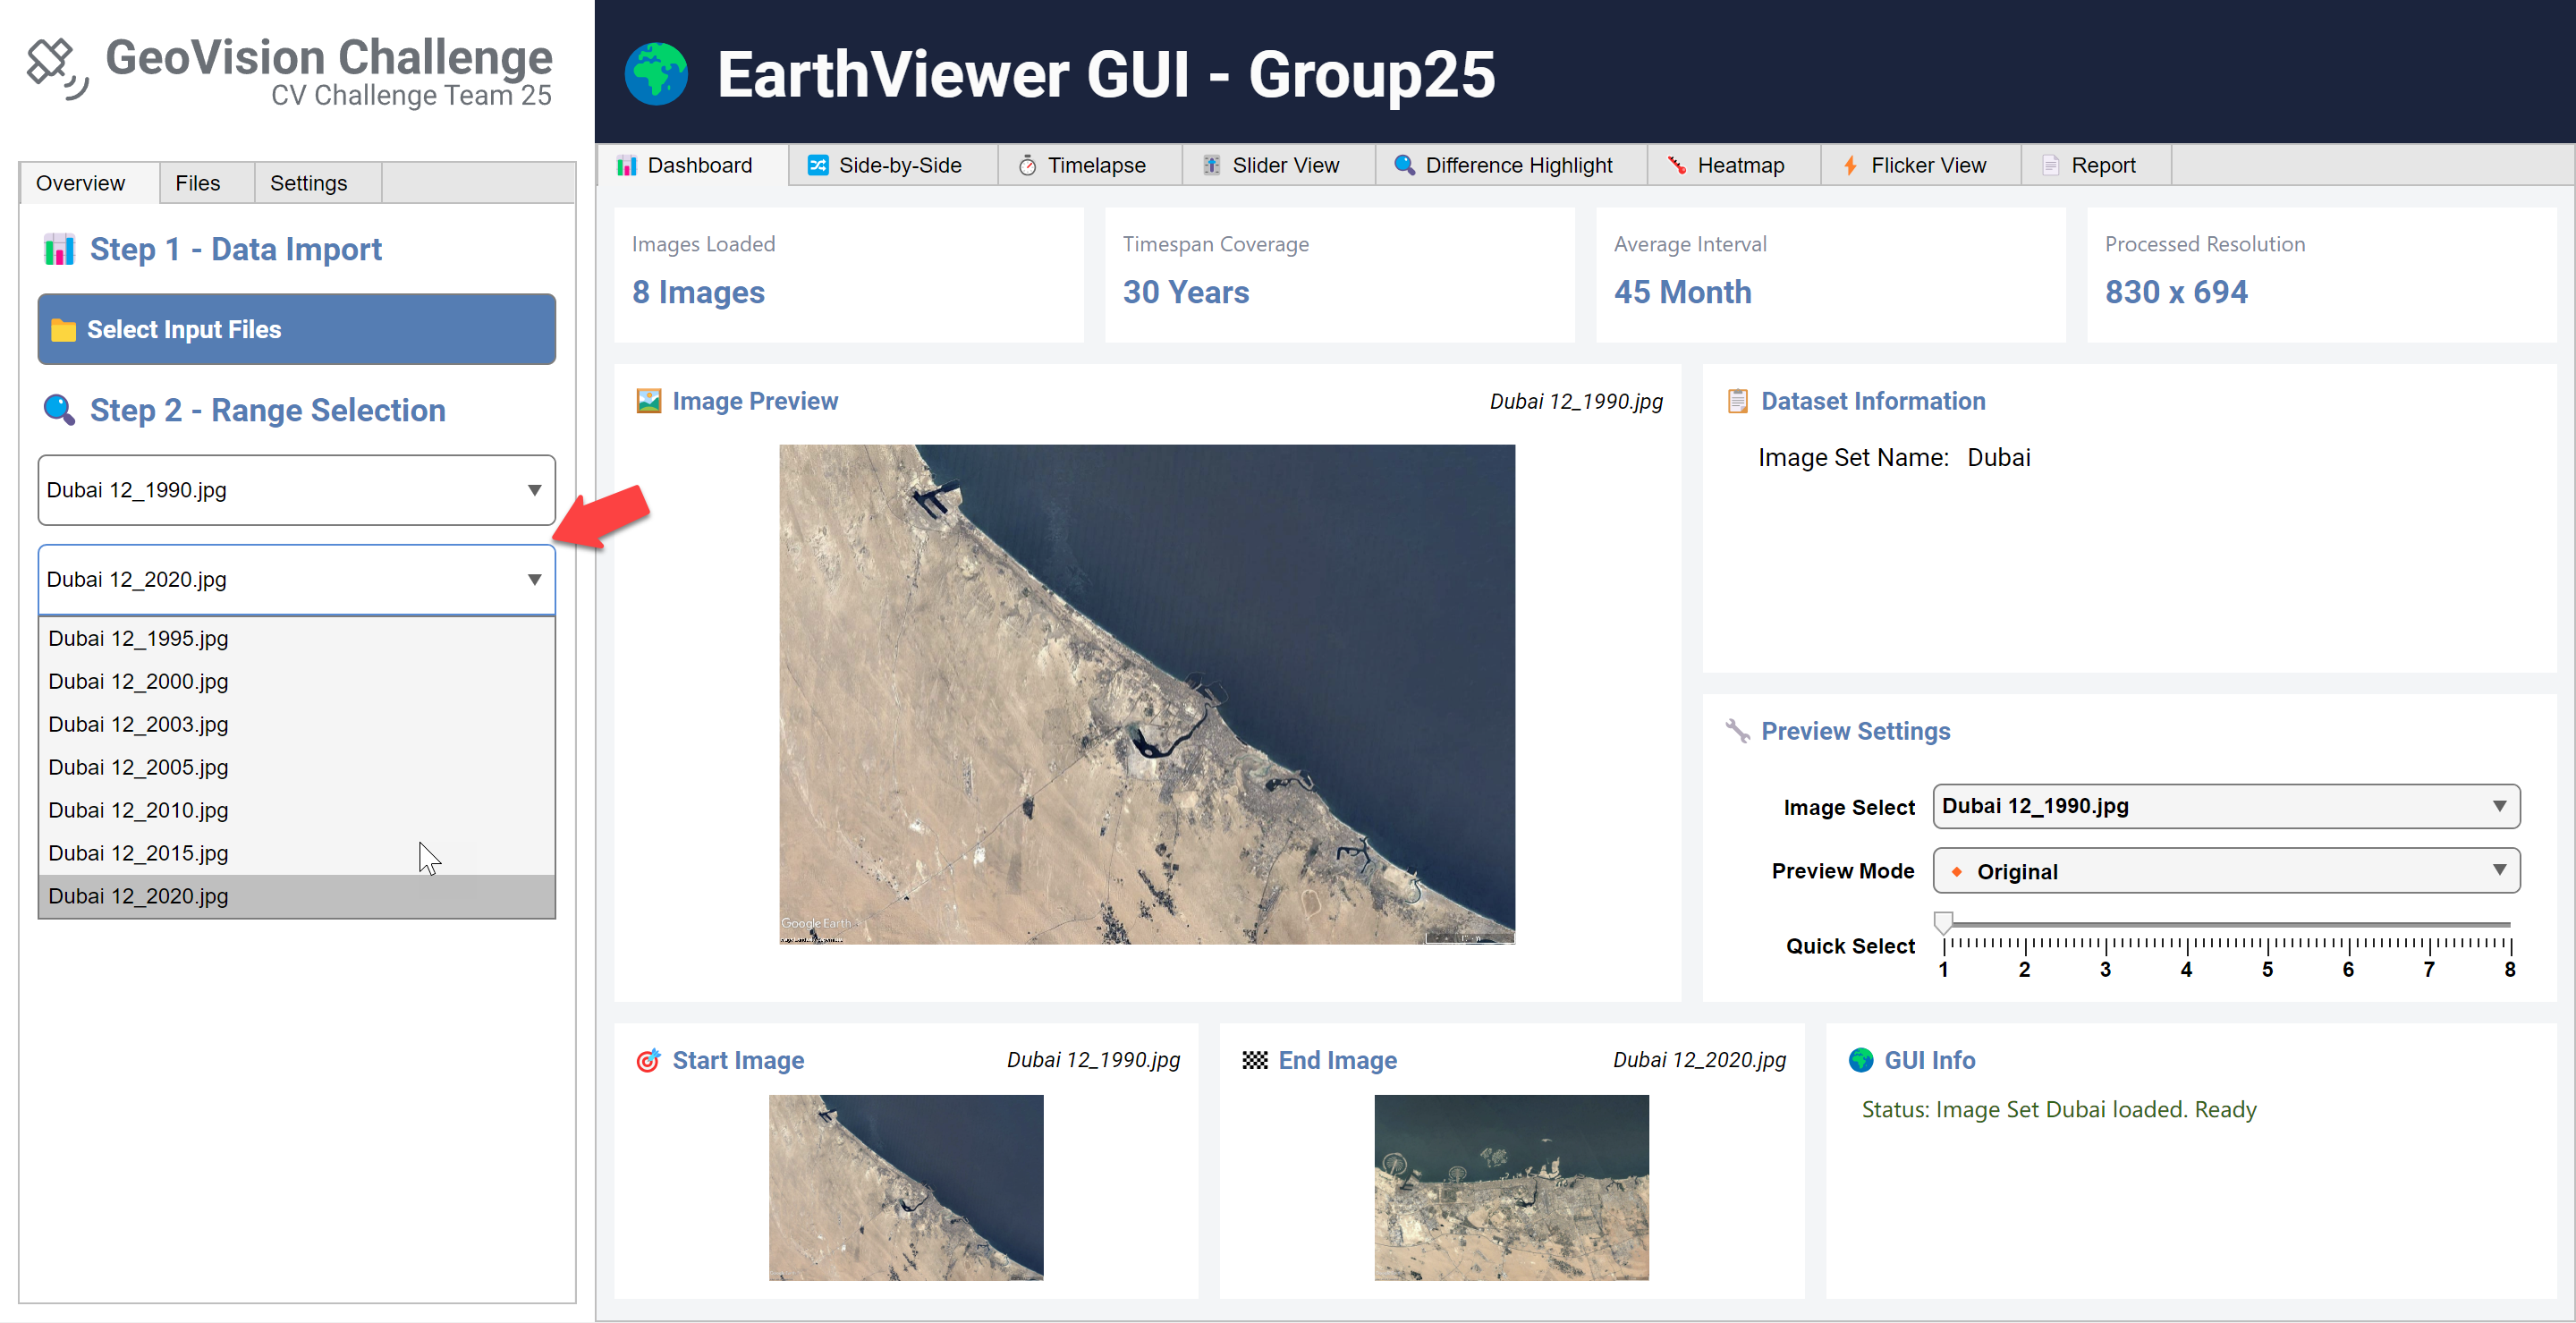 GeoVision Challenge
CV Challenge Team 25
EarthViewer GUI - Group25
Overview Files Settings
Dashboard Side-by-Side Timelapse Slider View Difference Highlight Heatmap Flicker View Report
Step 1 - Data Import
Select Input Files
Step 2 - Range Selection
Dubai 12_1990.jpg
Dubai 12_2020.jpg
Dubai 12_1995.jpg
Dubai 12_2000.jpg
Dubai 12_2003.jpg
Dubai 12_2005.jpg
Dubai 12_2010.jpg
Dubai 12_2015.jpg
Dubai 12_2020.jpg
Images Loaded
8 Images
Timespan Coverage
30 Years
Average Interval
45 Month
Processed Resolution
830 x 694
Image Preview Dubai 12_1990.jpg
Google Earth
Dataset Information
Image Set Name: Dubai
Preview Settings
Image Select Dubai 12_1990.jpg
Preview Mode Original
Quick Select
1 2 3 4 5 6 7 8
Start Image Dubai 12_1990.jpg
End Image Dubai 12_2020.jpg
GUI Info
Status: Image Set Dubai loaded. Ready